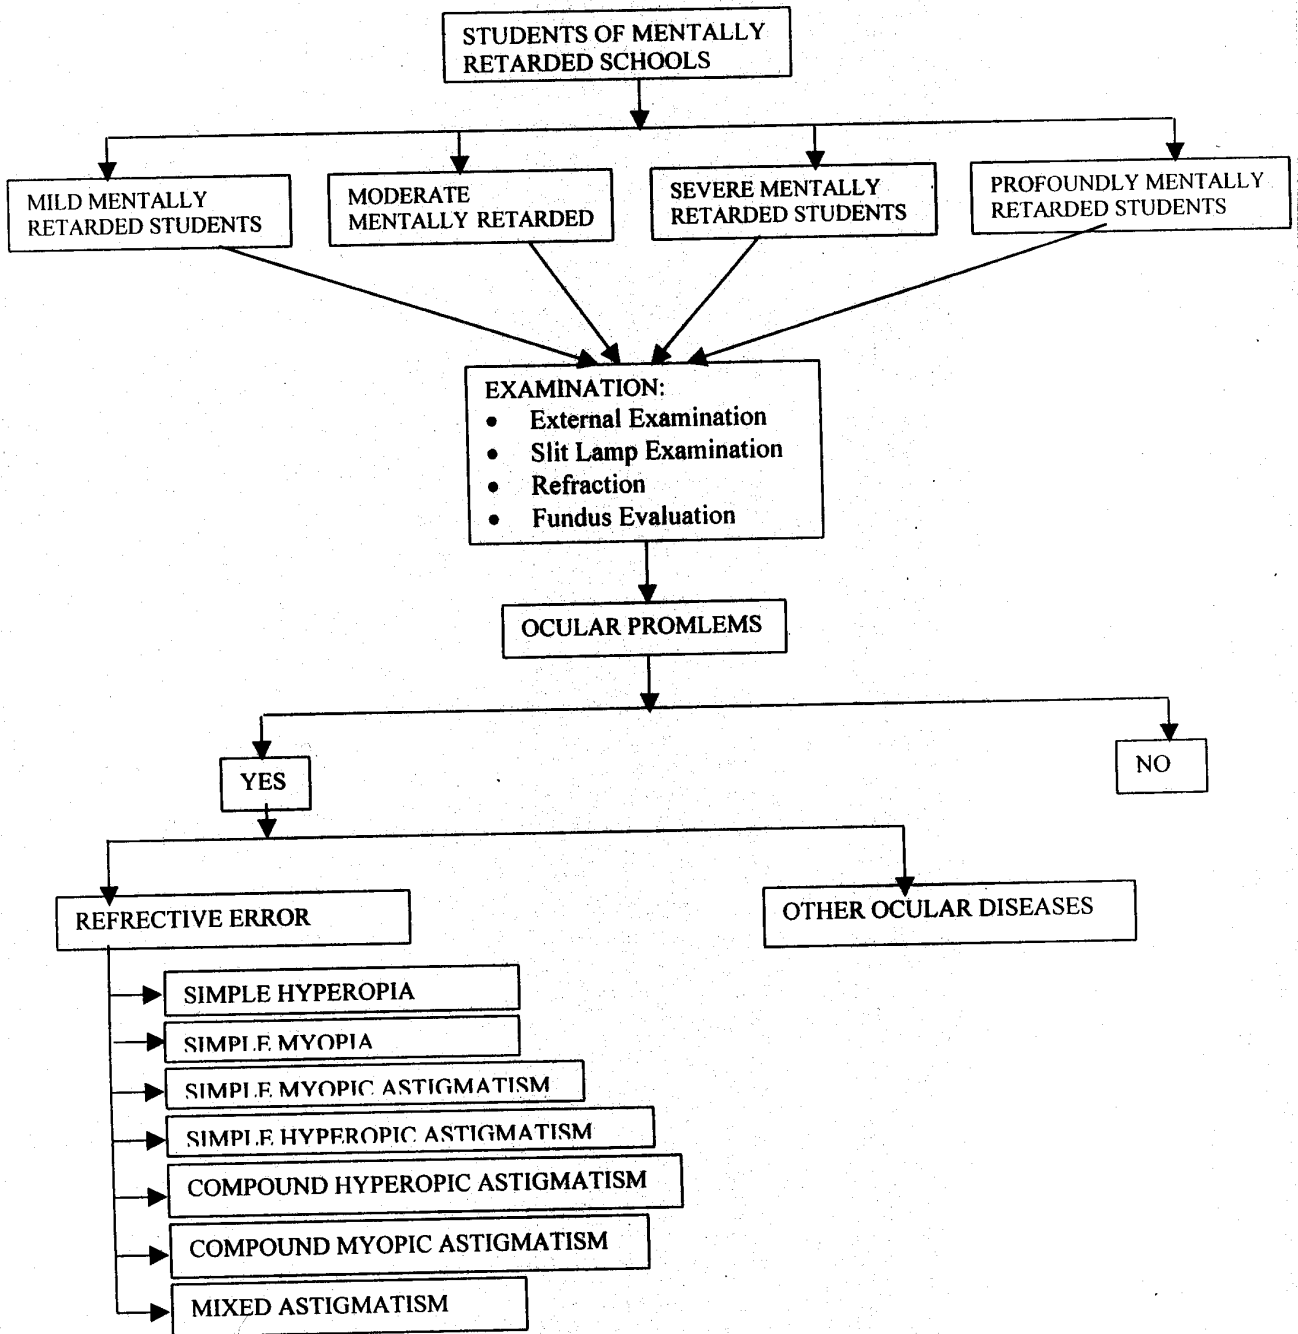 STUDENTS OF MENTALLY
RETARDED SCHOOLS
MILD MENTALLY
RETARDED STUDENTS
MODERATE
MENTALLY RETARDED
SEVERE MENTALLY
RETARDED STUDENTS
PROFOUNDLY MENTALLY
RETARDED STUDENTS
EXAMINATION:
• External Examination
• Slit Lamp Examination
• Refraction
• Fundus Evaluation
OCULAR PROMLEMS
YES
NO
REFRECTIVE ERROR
OTHER OCULAR DISEASES
SIMPLE HYPEROPIA
SIMPLE MYOPIA
SIMPLE MYOPIC ASTIGMATISM
SIMPLE HYPEROPIC ASTIGMATISM
COMPOUND HYPEROPIC ASTIGMATISM
COMPOUND MYOPIC ASTIGMATISM
MIXED ASTIGMATISM